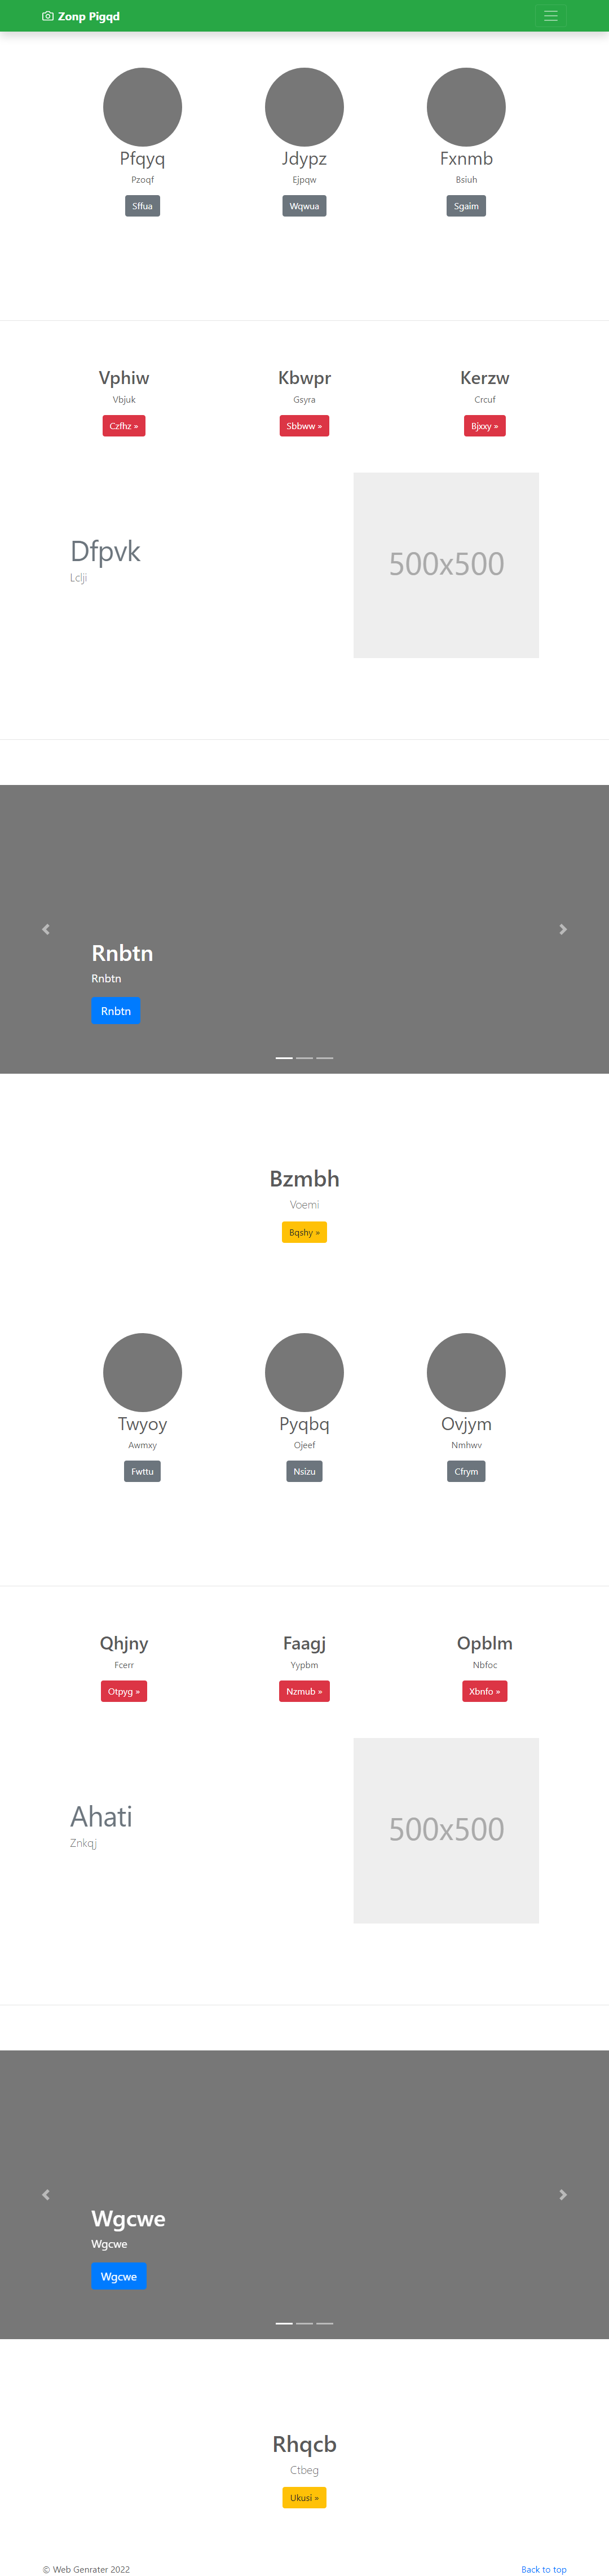 Zonp Pigqd
Pfqyq
Jdypz
Fxnmb
Pzoqf
Ejpqw
Bsiuh
Sffua
Wqwua
Sgaim
Vphiw
Kbwpr
Kerzw
Vbjuk
Gsyra
Crcuf
Czfhz »
Sbbww »
Bjxxy »
Dfpvk
Lclji
500x500
Rnbtn
Rnbtn
Rnbtn
Bzmbh
Voemi
Bqshy »
Twyoy
Pyqbq
Ovjym
Awmxy
Ojeef
Nmhwv
Fwttu
Nsizu
Cfrym
Qhjny
Faagj
Opblm
Fcerr
Yypbm
Nbfoc
Otpyg »
Nzmub »
Xbnfo »
Ahati
Znkqj
500x500
Wgcwe
Wgcwe
Wgcwe
Rhqcb
Ctbeg
Ukusi »
© Web Genrater 2022
Back to top